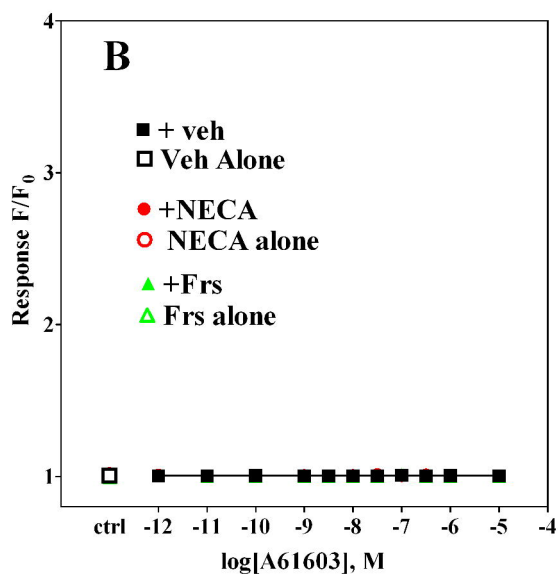 B
+ veh
Veh Alone
+NECA
NECA alone
+Frs
Frs alone
Response F/F0
4
3
2
1
ctrl -12 -11 -10 -9 -8 -7 -6 -5 -4
log[A61603], M